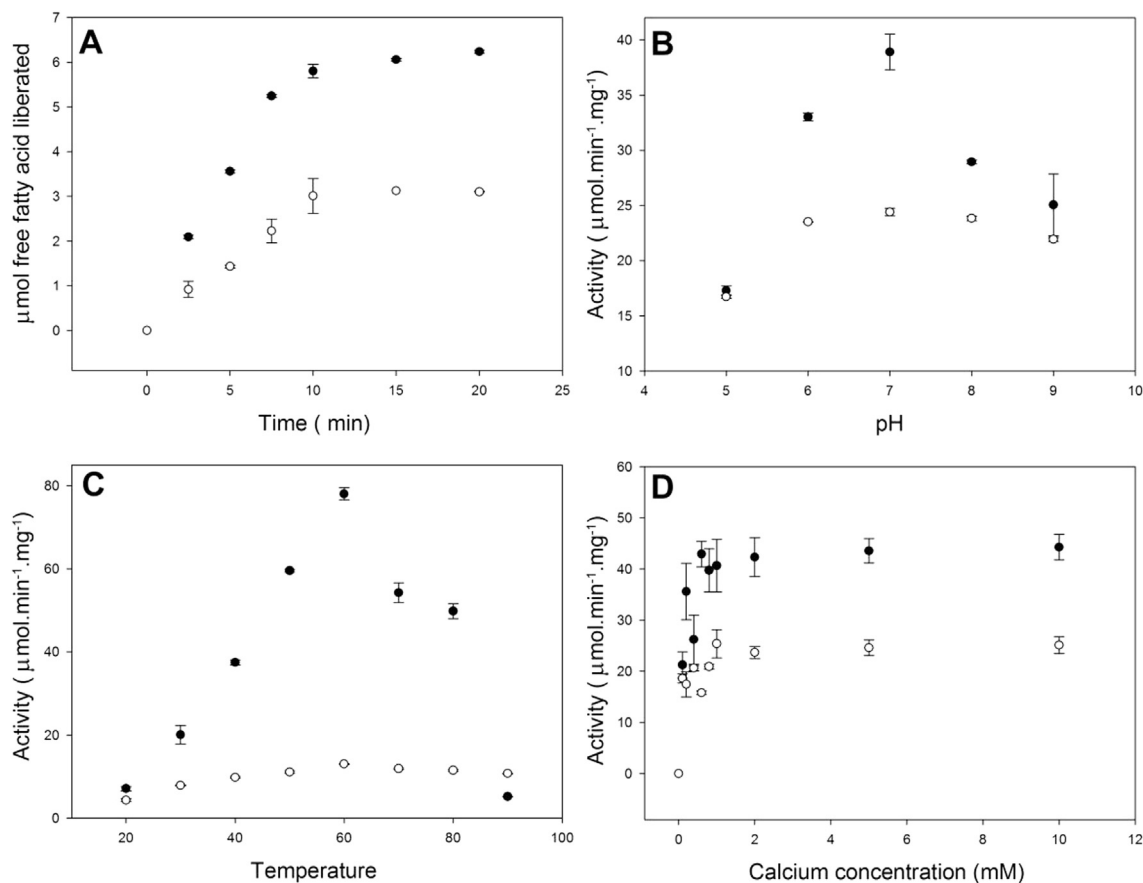 A
7
6
5
4
3
2
1
0
μmol free fatty acid liberated
0 5 10 15 20 25
Time ( min)
B
40
35
30
25
20
15
10
Activity ( μmol.min⁻¹.mg⁻¹)
4 5 6 7 8 9 10
pH
C
80
60
40
20
0
Activity ( μmol.min⁻¹.mg⁻¹)
20 40 60 80 100
Temperature
D
60
50
40
30
20
10
0
Activity ( μmol.min⁻¹.mg⁻¹)
0 2 4 6 8 10 12
Calcium concentration (mM)